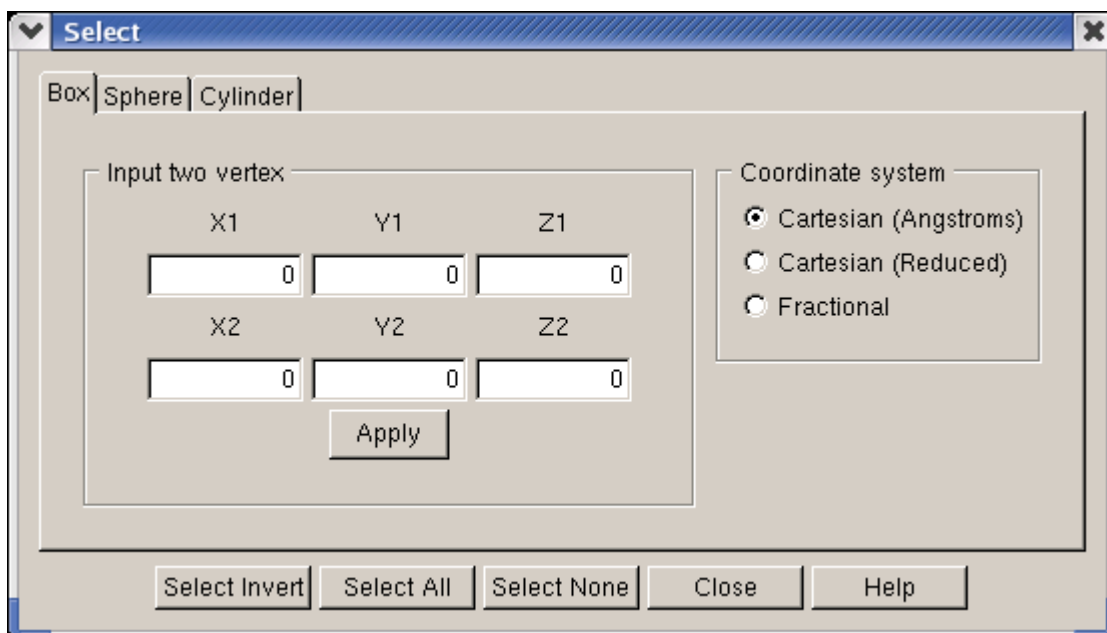 Select
Box Sphere Cylinder
Input two vertex
X1 Y1 Z1
0 0 0
X2 Y2 Z2
0 0 0
Apply
Coordinate system
Cartesian (Angstroms)
Cartesian (Reduced)
Fractional
Select Invert Select All Select None Close Help